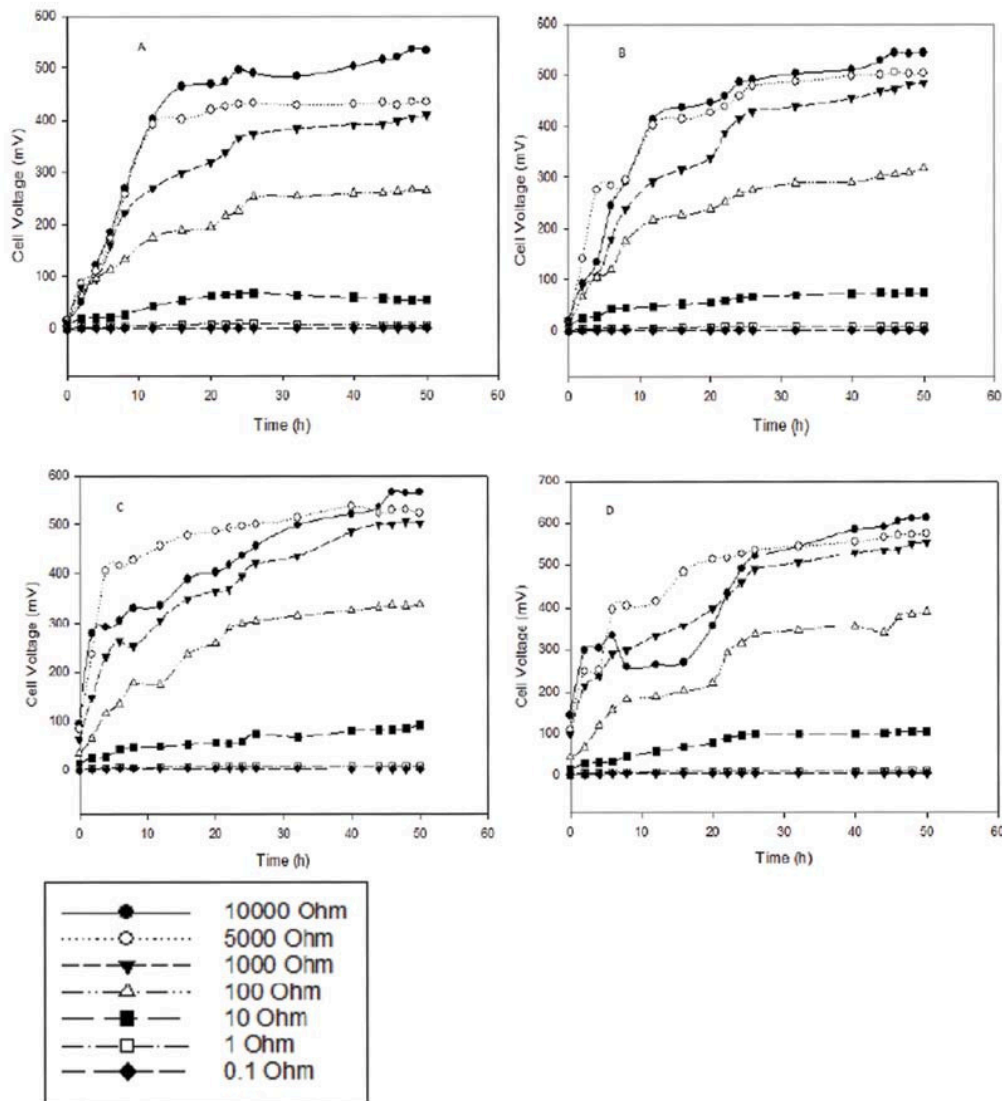 600
500
400
300
200
100
0
A
Cell Voltage (mV)
0 10 20 30 40 50 60
Time (h)
600
500
400
300
200
100
0
B
Cell Voltage (mV)
0 10 20 30 40 50 60
Time (h)
600
500
400
300
200
100
0
C
Cell Voltage (mV)
0 10 20 30 40 50 60
Time (h)
700
600
500
400
300
200
100
0
D
Cell Voltage (mV)
0 10 20 30 40 50 60
Time (h)
10000 Ohm
5000 Ohm
1000 Ohm
100 Ohm
10 Ohm
1 Ohm
0.1 Ohm